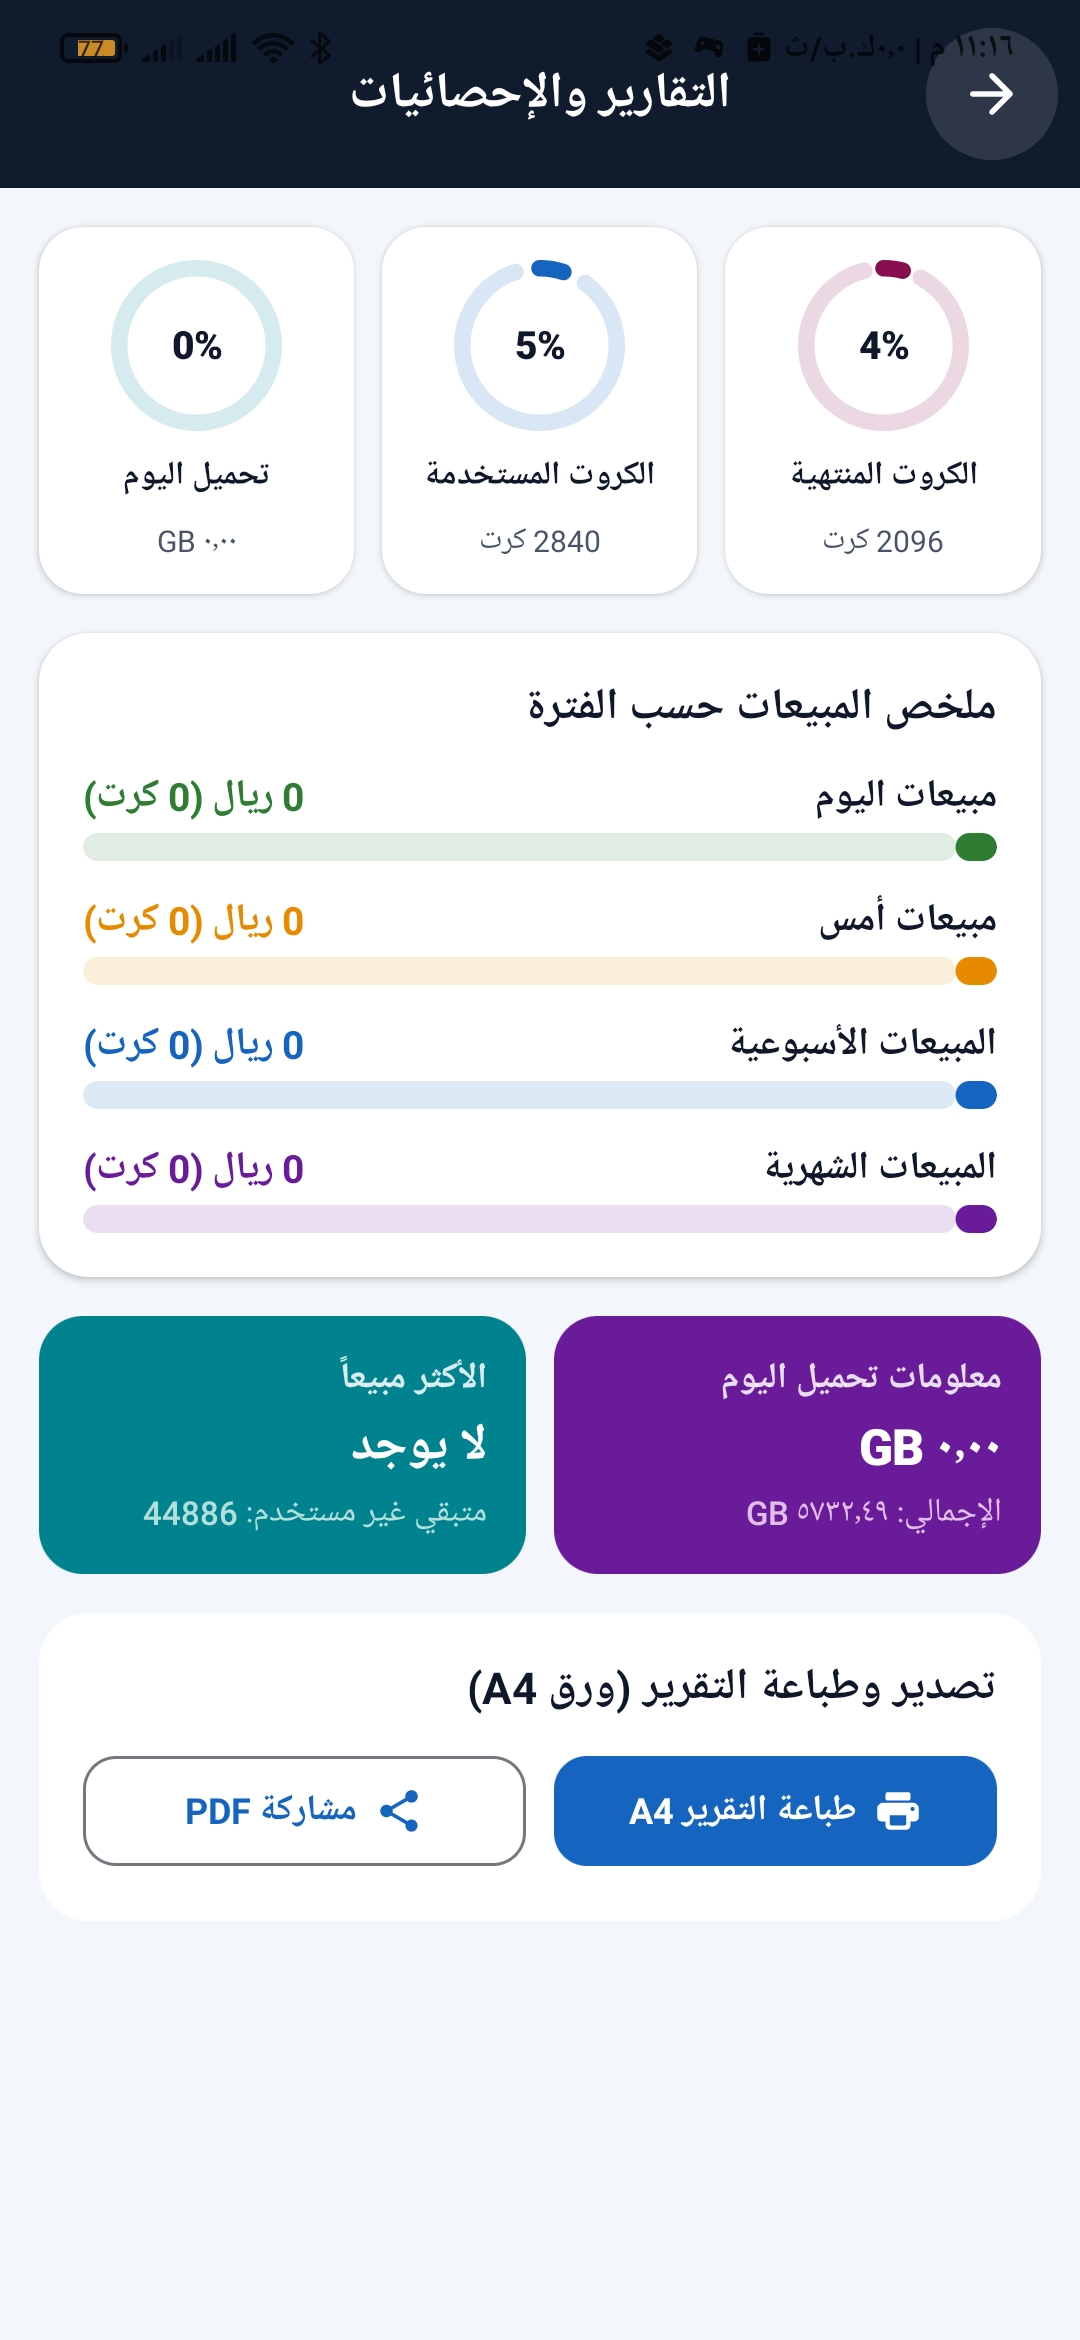 ١١:١٦ م | ٠,٠ك.ب/ث
77
التقارير والإحصائيات
4%
الكروت المنتهية
2096 كرت
5%
الكروت المستخدمة
2840 كرت
0%
تحميل اليوم
٠,٠٠ GB
ملخص المبيعات حسب الفترة
مبيعات اليوم
0 ريال (0 كرت)
مبيعات أمس
0 ريال (0 كرت)
المبيعات الأسبوعية
0 ريال (0 كرت)
المبيعات الشهرية
0 ريال (0 كرت)
معلومات تحميل اليوم
٠,٠٠ GB
الإجمالي: ٥٧٣٢,٤٩ GB
الأكثر مبيعاً
لا يوجد
متبقي غير مستخدم: 44886
تصدير وطباعة التقرير (ورق A4)
طباعة التقرير A4
مشاركة PDF